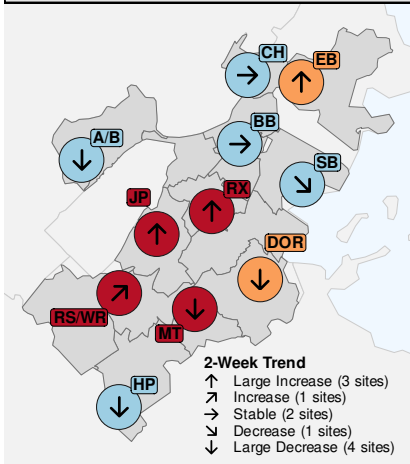 CH
EB
A/B
BB
SB
JP
RX
DOR
RS/WR
MT
HP
2-Week Trend
↑ Large Increase (3 sites)
↗ Increase (1 sites)
→ Stable (2 sites)
↘ Decrease (1 sites)
↓ Large Decrease (4 sites)